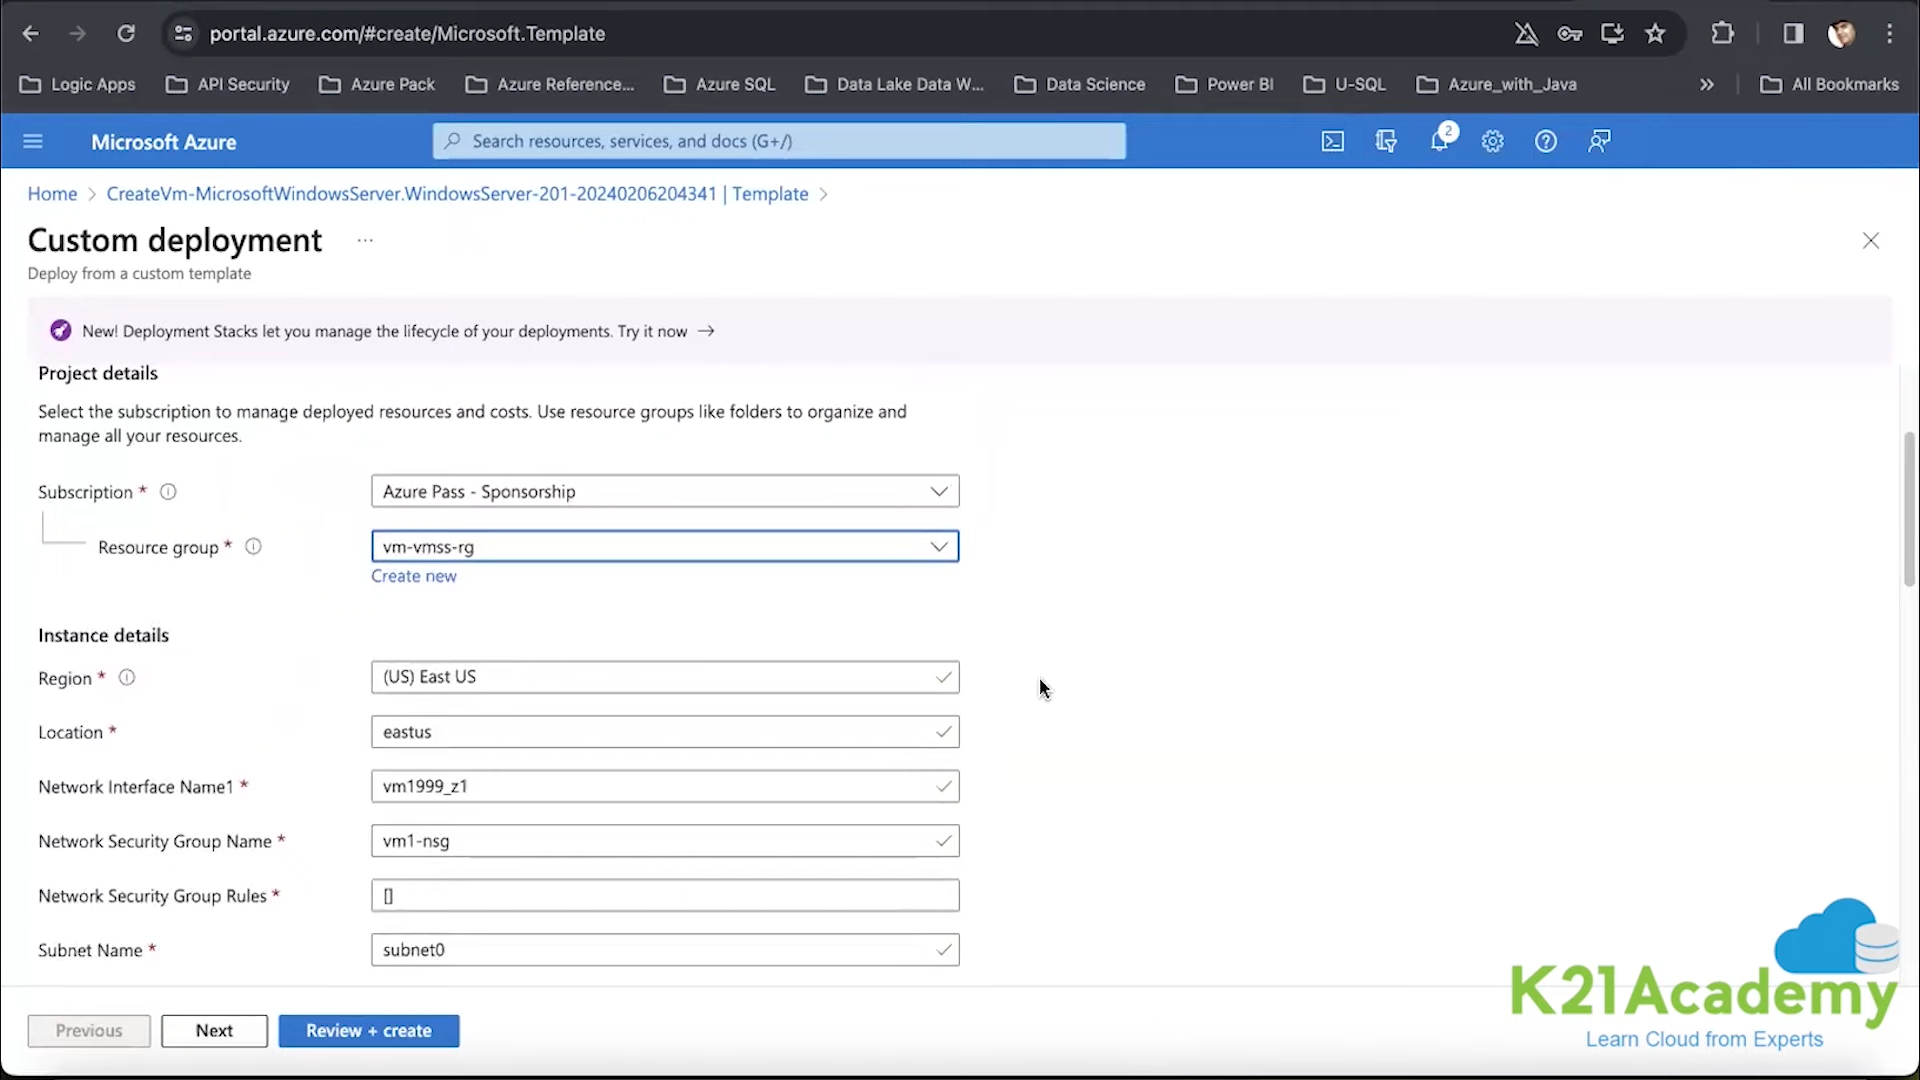 portal.azure.com/#create/Microsoft.Template
Logic Apps
API Security
Azure Pack
Azure Reference...
Azure SQL
Data Lake Data W...
Data Science
Power BI
U-SQL
Azure_with_Java
»
All Bookmarks
Microsoft Azure
Search resources, services, and docs (G+/)
2
Home > CreateVm-MicrosoftWindowsServer.WindowsServer-201-20240206204341 | Template >
Custom deployment ...
Deploy from a custom template
New! Deployment Stacks let you manage the lifecycle of your deployments. Try it now →
Project details
Select the subscription to manage deployed resources and costs. Use resource groups like folders to organize and
manage all your resources.
Subscription *
Azure Pass - Sponsorship
Resource group *
vm-vmss-rg
Create new
Instance details
Region *
(US) East US
Location *
eastus
Network Interface Name1 *
vm1999_z1
Network Security Group Name *
vm1-nsg
Network Security Group Rules *
[]
Subnet Name *
subnet0
Previous
Next
Review + create
K21Academy
Learn Cloud from Experts